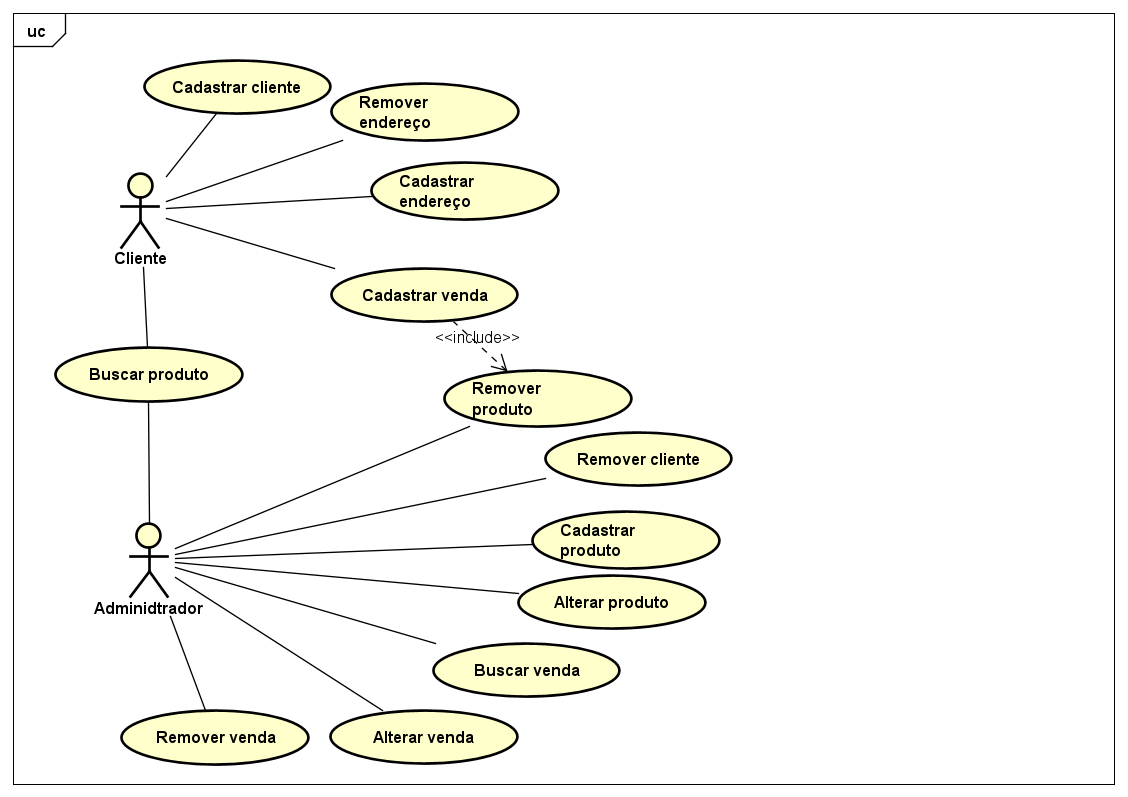 uc
Cadastrar cliente
Remover
endereço
Cadastrar
endereço
Cliente
Cadastrar venda
<<include>>
Buscar produto
Remover
produto
Remover cliente
Cadastrar
produto
Adminidtrador
Alterar produto
Buscar venda
Remover venda
Alterar venda